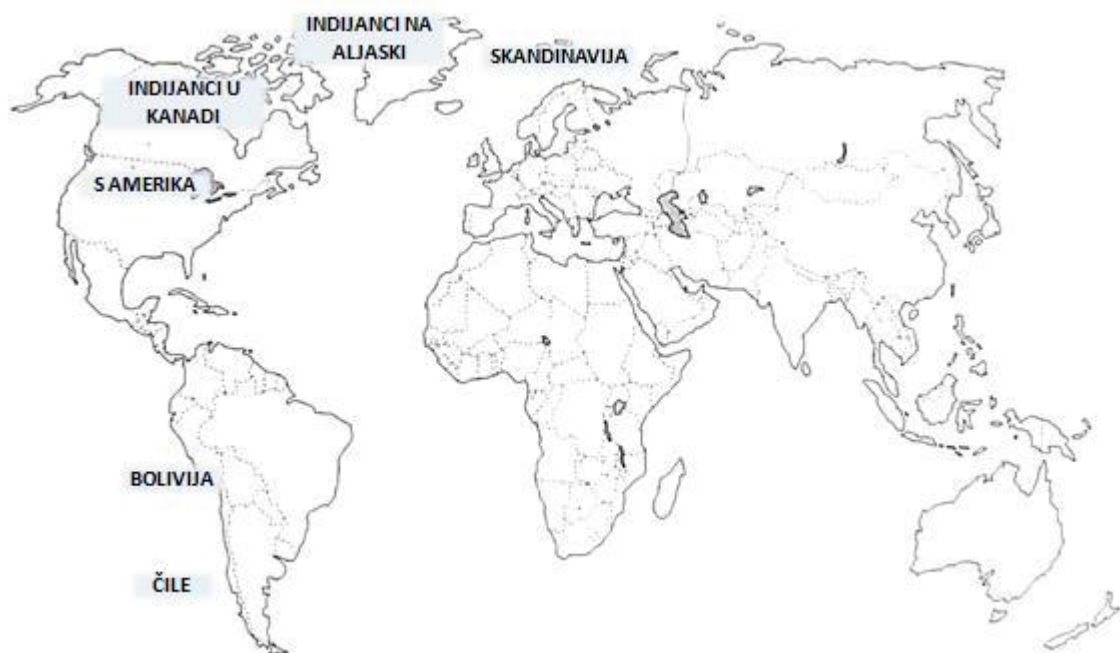 INDIJANCI NA
ALJASKI
SKANDINAVIJA
INDIJANCI U
KANADI
S AMERIKA
BOLIVIJA
ČILE